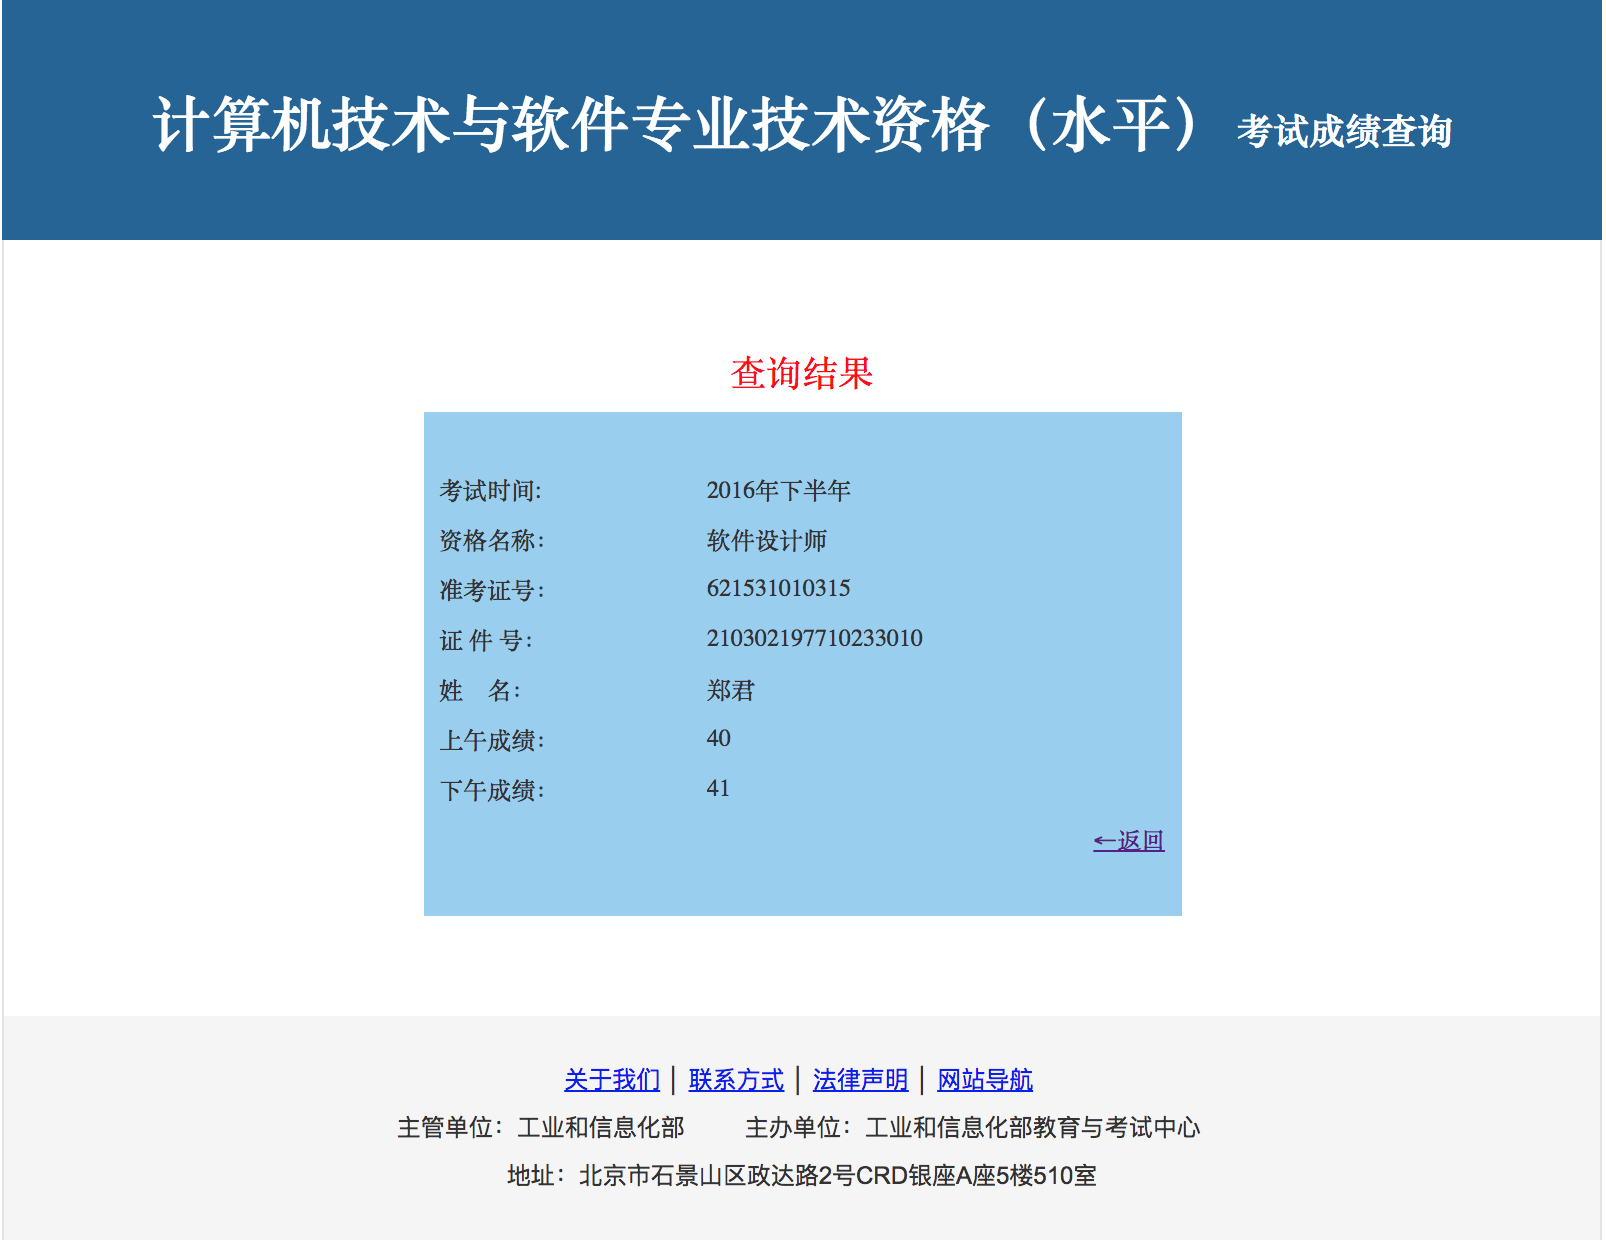 计算机技术与软件专业技术资格（水平） 考试成绩查询
查询结果
考试时间: 2016年下半年
资格名称: 软件设计师
准考证号: 621531010315
证 件 号: 210302197710233010
姓 名: 郑君
上午成绩: 40
下午成绩: 41
←返回
关于我们 | 联系方式 | 法律声明 | 网站导航
主管单位：工业和信息化部 主办单位：工业和信息化部教育与考试中心
地址：北京市石景山区政达路2号CRD银座A座5楼510室